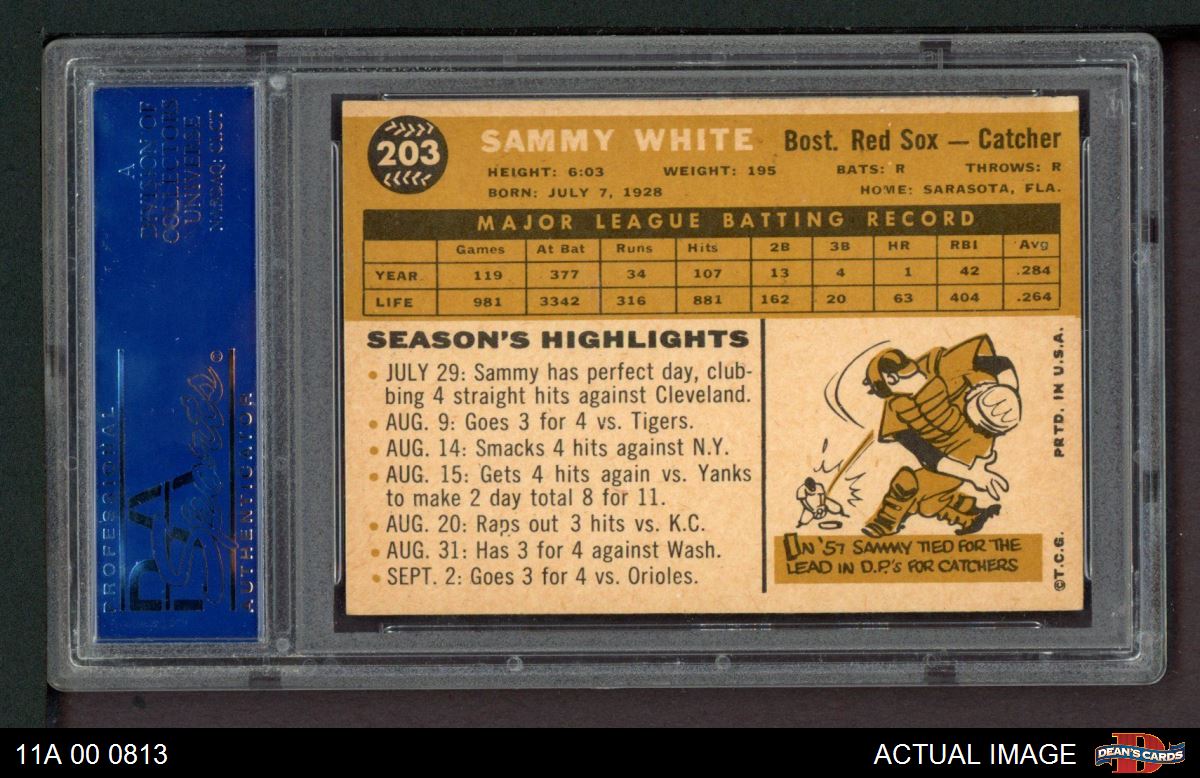 A
DIVISION OF
COLLECTORS
UNIVERSE
NASDAQ: CLCT
PROFESSIONAL
PSA
Sports ©
AUTHENTICATOR
203
SAMMY WHITE Bost. Red Sox — Catcher
HEIGHT: 6:03 WEIGHT: 195 BATS: R THROWS: R
BORN: JULY 7, 1928 HOME: SARASOTA, FLA.
MAJOR LEAGUE BATTING RECORD
Games At Bat Runs Hits 2B 3B HR RBI Avg
YEAR 119 377 34 107 13 4 1 42 .284
LIFE 981 3342 316 881 162 20 63 404 .264
SEASON'S HIGHLIGHTS
• JULY 29: Sammy has perfect day, club-
bing 4 straight hits against Cleveland.
• AUG. 9: Goes 3 for 4 vs. Tigers.
• AUG. 14: Smacks 4 hits against N.Y.
• AUG. 15: Gets 4 hits again vs. Yanks
to make 2 day total 8 for 11.
• AUG. 20: Raps out 3 hits vs. K.C.
• AUG. 31: Has 3 for 4 against Wash.
• SEPT. 2: Goes 3 for 4 vs. Orioles.
IN '57 SAMMY TIED FOR THE
LEAD IN D.P.'s FOR CATCHERS
©T.C.G. PRTD. IN U.S.A.
11A 00 0813
ACTUAL IMAGE
DEAN'S CARDS